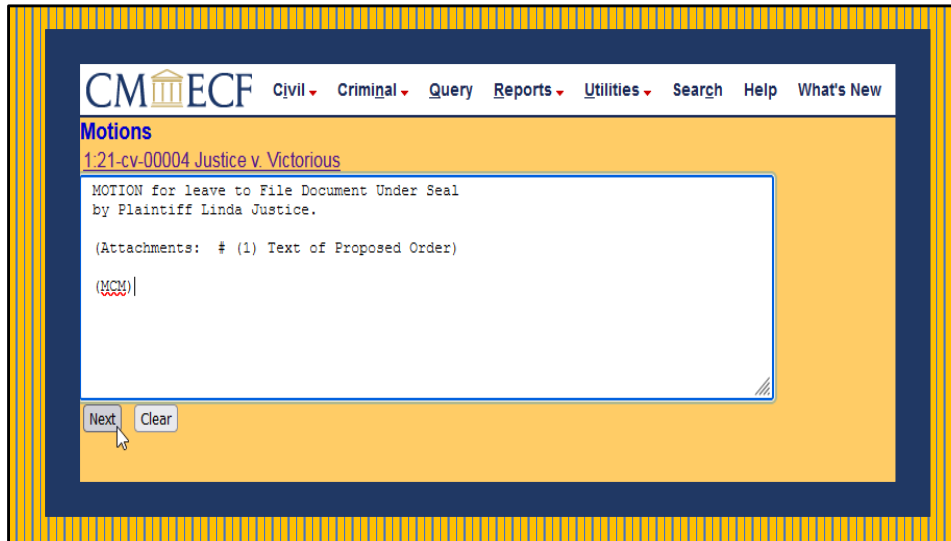 CM ECF Civil Criminal Query Reports Utilities Search Help What's New
Motions
1:21-cv-00004 Justice v. Victorious
MOTION for leave to File Document Under Seal
by Plaintiff Linda Justice.
(Attachments: # (1) Text of Proposed Order)
(MCM)
Next Clear